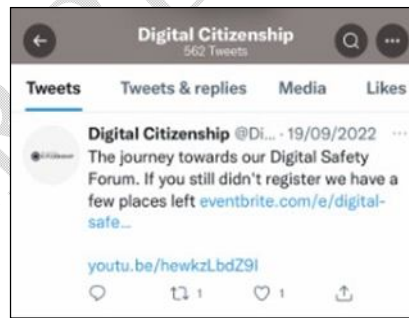 Digital Citizenship
562 Tweets
Tweets Tweets & replies Media Likes
Digital Citizenship @Di... · 19/09/2022 ...
The journey towards our Digital Safety
Forum. If you still didn't register we have a
few places left eventbrite.com/e/digital-
safe...
youtu.be/hewkzLbdZ9I
1 1